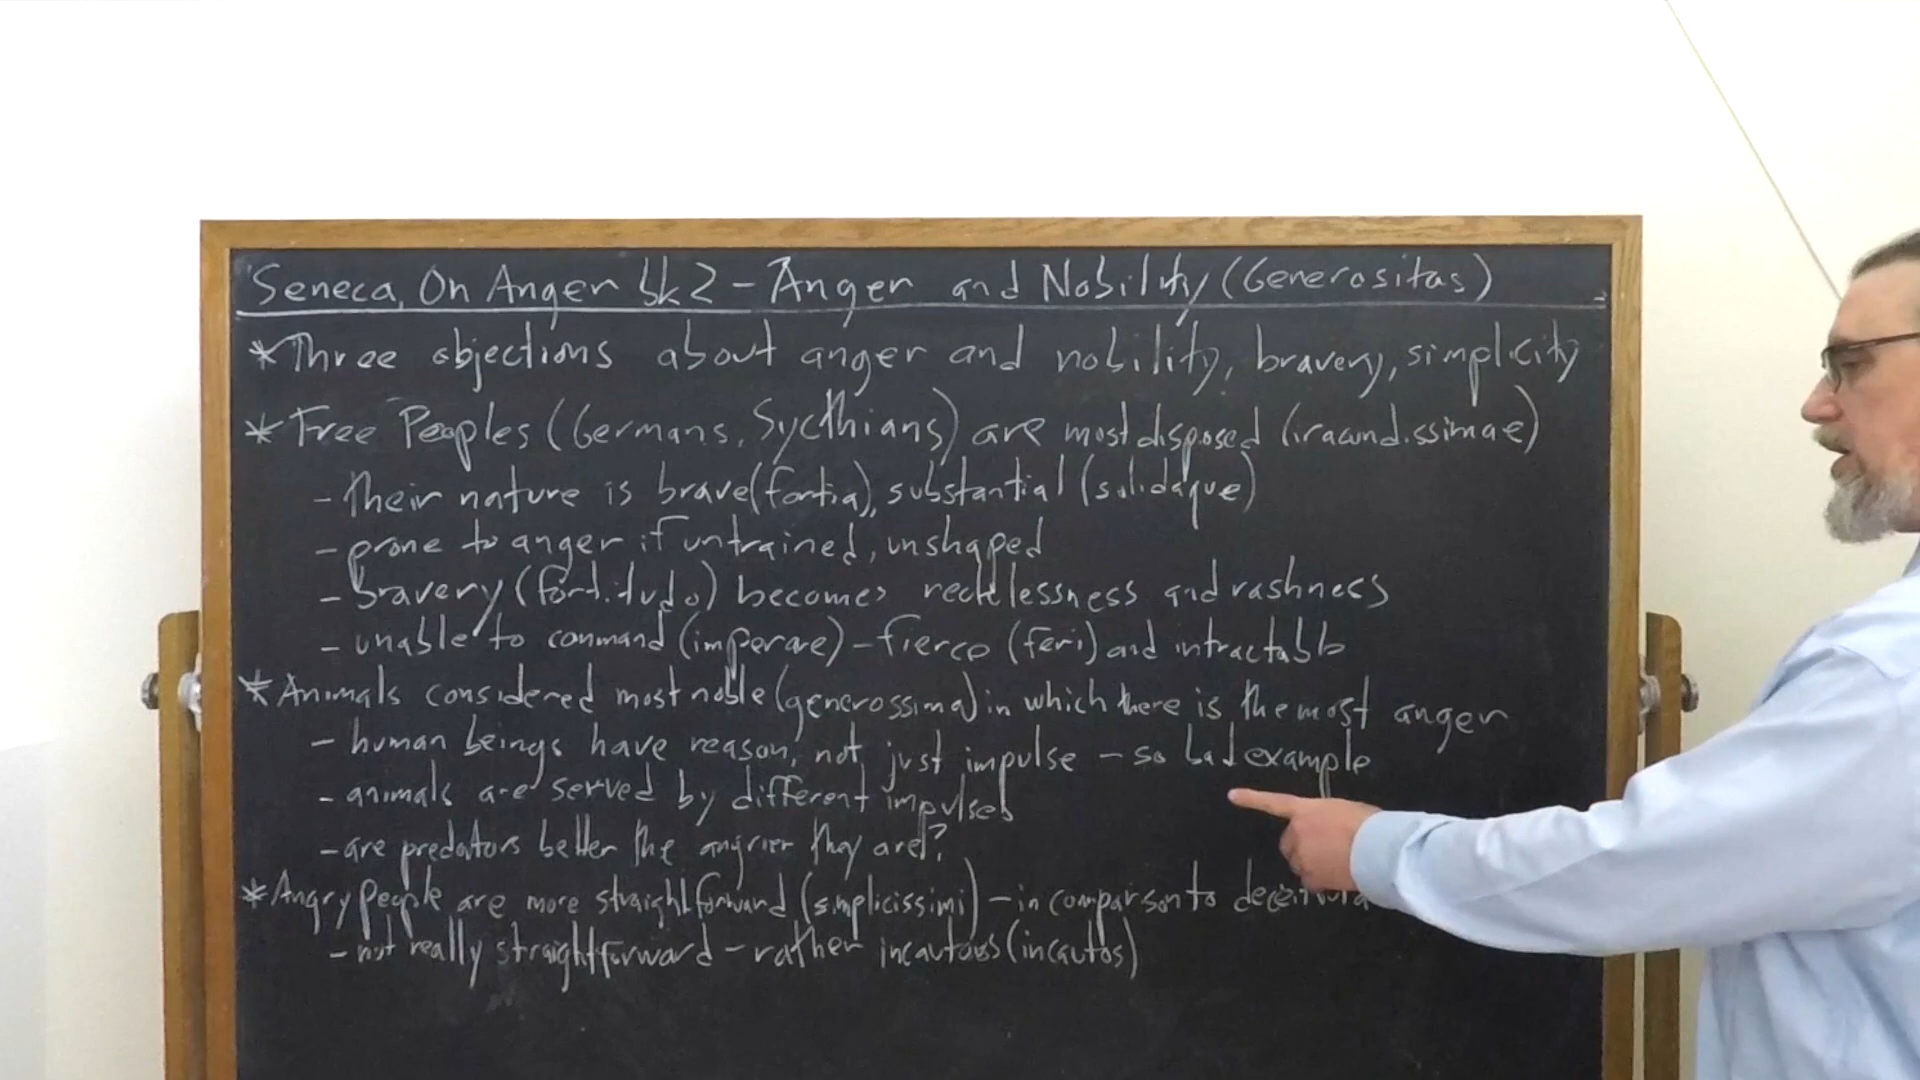 Seneca, On Anger bk 2 - Anger and Nobility (Generositas)
* Three objections about anger and nobility, bravery, simplicity
* Free Peoples (Germans, Sycthians) are most disposed (iracundissimae)
- their nature is brave (fortia), substantial (solidaque)
- prone to anger if untrained, unshaped
- bravery (fortitudo) becomes recklessness and rashness
- unable to command (imperare) - fierce (feri) and intractable
* Animals considered most noble (generossima) in which there is the most anger
- human beings have reason, not just impulse - so bad example
- animals are served by different impulses
- are predators better the angrier they are?
* Angry people are more straightforward (simplicissimi) - in comparison to
- not really straightforward - rather incautous (incautos)